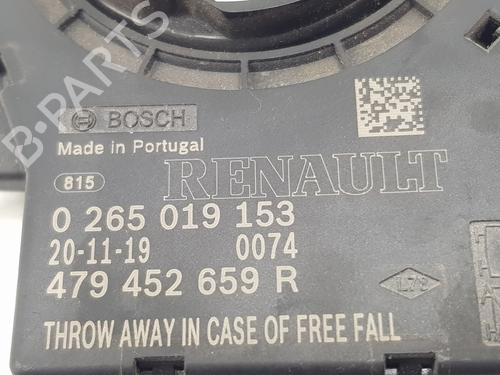 B-PARTS
BOSCH
Made in Portugal
815
RENAULT
0 265 019 153
20-11-19 0074
479 452 659 R
THROW AWAY IN CASE OF FREE FALL